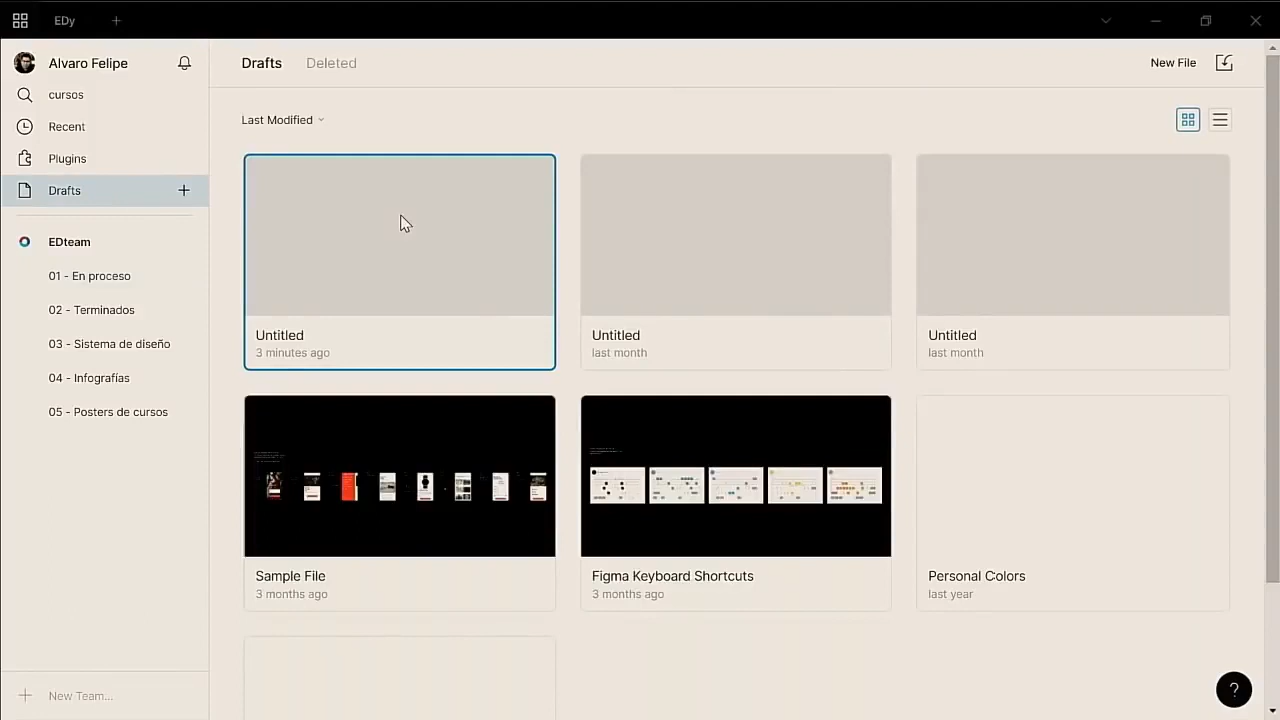 EDy
Alvaro Felipe
cursos
Recent
Plugins
Drafts
EDteam
01 - En proceso
02 - Terminados
03 - Sistema de diseño
04 - Infografías
05 - Posters de cursos
New Team...
Drafts
Deleted
New File
Last Modified
Untitled
3 minutes ago
Untitled
last month
Untitled
last month
Sample File
3 months ago
Figma Keyboard Shortcuts
3 months ago
Personal Colors
last year
?